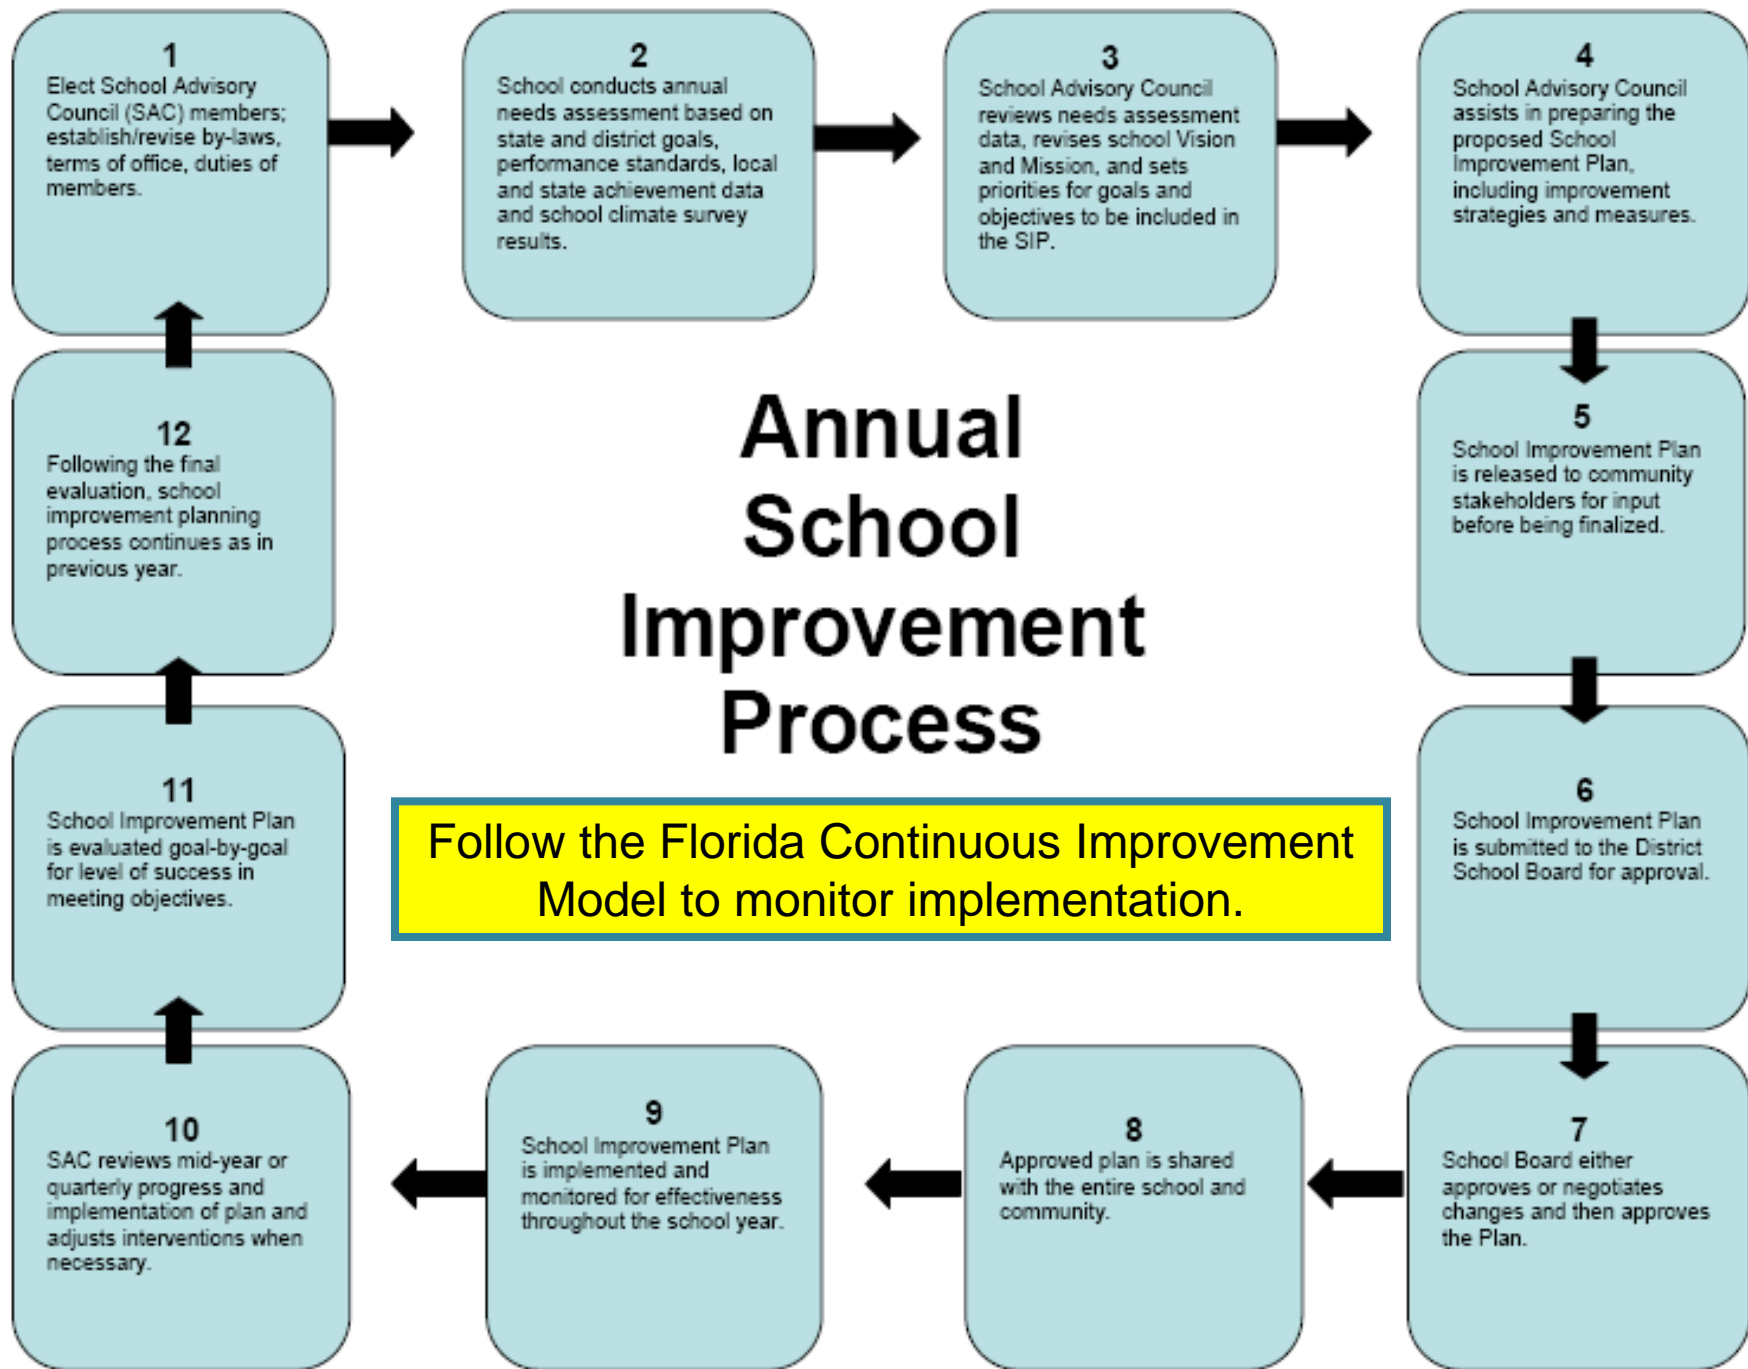 1
Elect School Advisory
Council (SAC) members;
establish/revise by-laws,
terms of office, duties of
members.
2
School conducts annual
needs assessment based on
state and district goals,
performance standards, local
and state achievement data
and school climate survey
results.
3
School Advisory Council
reviews needs assessment
data, revises school Vision
and Mission, and sets
priorities for goals and
objectives to be included in
the SIP.
4
School Advisory Council
assists in preparing the
proposed School
Improvement Plan,
including improvement
strategies and measures.
Annual
School
Improvement
Process
Follow the Florida Continuous Improvement
Model to monitor implementation.
5
School Improvement Plan
is released to community
stakeholders for input
before being finalized.
6
School Improvement Plan
is submitted to the District
School Board for approval.
7
School Board either
approves or negotiates
changes and then approves
the Plan.
8
Approved plan is shared
with the entire school and
community.
9
School Improvement Plan
is implemented and
monitored for effectiveness
throughout the school year.
10
SAC reviews mid-year or
quarterly progress and
implementation of plan and
adjusts interventions when
necessary.
11
School Improvement Plan
is evaluated goal-by-goal
for level of success in
meeting objectives.
12
Following the final
evaluation, school
improvement planning
process continues as in
previous year.